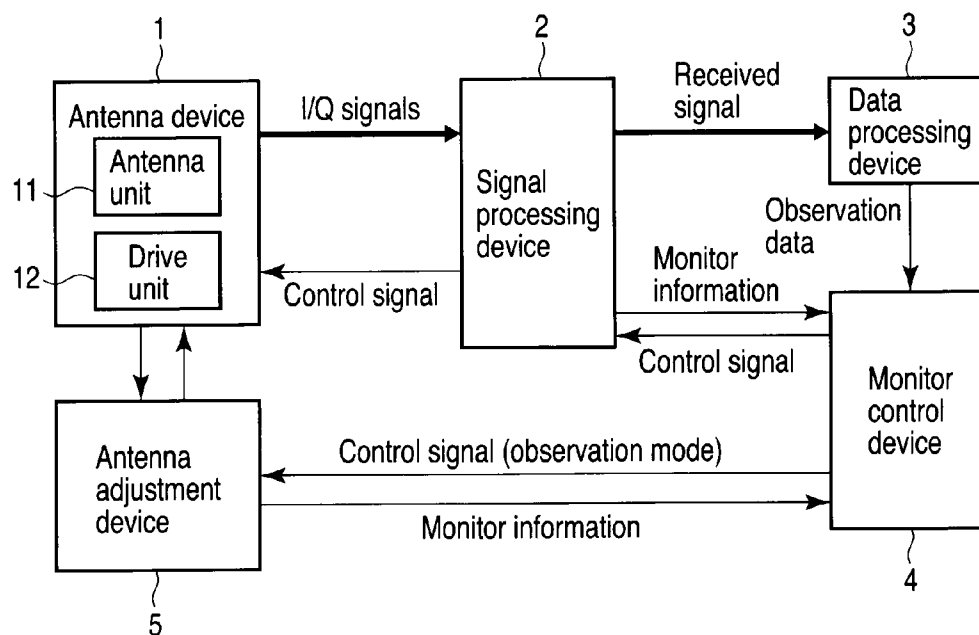 1
2
3
Antenna device
Antenna
unit
11
Drive
unit
12
I/Q signals
Control signal
Signal
processing
device
Received
signal
Data
processing
device
Observation
data
Monitor
information
Control signal
Monitor
control
device
4
Antenna
adjustment
device
5
Control signal (observation mode)
Monitor information